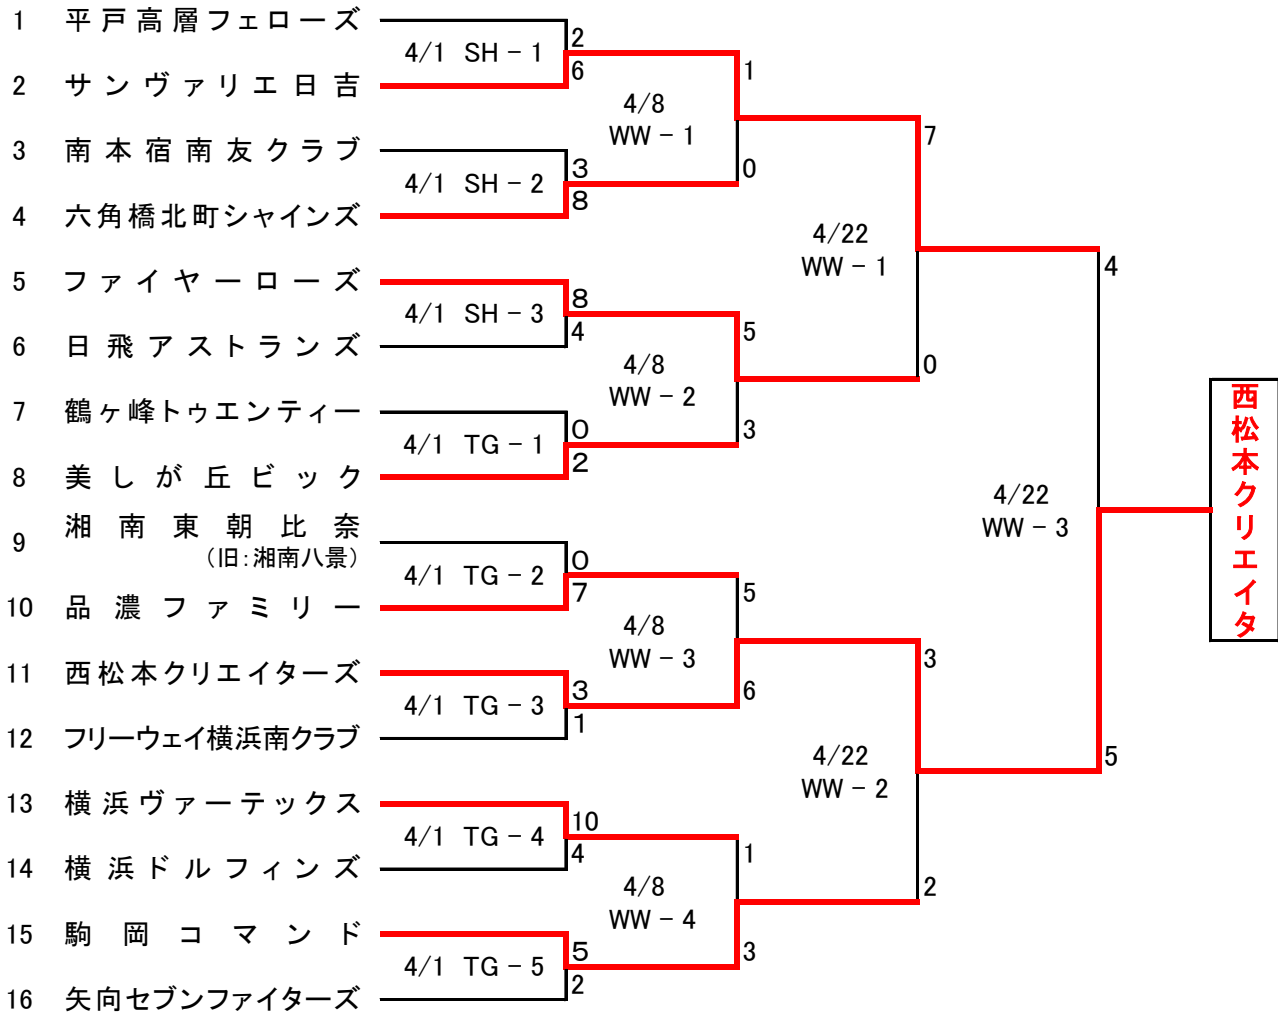 1 平戸高層フェローズ
4/1 SH－1
2
6
2 サンヴァリエ日吉
4/8
WW－1
1
0
3 南本宿南友クラブ
4/1 SH－2
3
8
4 六角橋北町シャインズ
4/22
WW－1
7
0
5 ファイヤーローズ
4/1 SH－3
8
4
6 日飛アストランズ
4/8
WW－2
5
3
7 鶴ヶ峰トゥエンティー
4/1 TG－1
0
2
8 美しが丘ビック
4/22
WW－3
4
5
西松本クリエイタ
9 湘南東朝比奈
（旧：湘南八景）
4/1 TG－2
0
7
10 品濃ファミリー
4/8
WW－3
5
6
11 西松本クリエイターズ
4/1 TG－3
3
1
12 フリーウェイ横浜南クラブ
4/22
WW－2
3
2
13 横浜ヴァーテックス
4/1 TG－4
10
4
14 横浜ドルフィンズ
4/8
WW－4
1
3
15 駒岡コマンド
4/1 TG－5
5
2
16 矢向セブンファイターズ